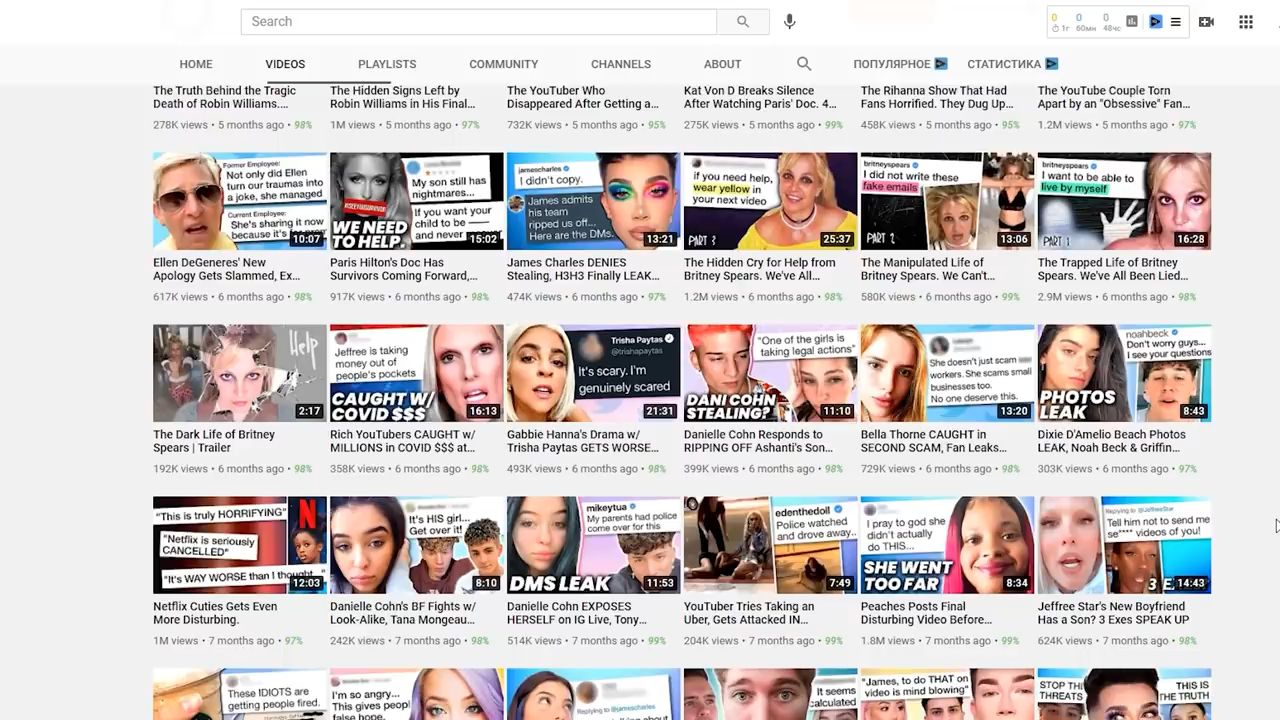 Search
0 0 0
1г 60мн 48чс
HOME VIDEOS PLAYLISTS COMMUNITY CHANNELS ABOUT ПОПУЛЯРНОЕ СТАТИСТИКА
The Truth Behind the Tragic
Death of Robin Williams....
278K views • 5 months ago • 98%
The Hidden Signs Left by
Robin Williams in His Final...
1M views • 5 months ago • 97%
The YouTuber Who
Disappeared After Getting a...
732K views • 5 months ago • 95%
Kat Von D Breaks Silence
After Watching Paris' Doc. 4...
275K views • 5 months ago • 99%
The Rihanna Show That Had
Fans Horrified. They Dug Up...
458K views • 5 months ago • 95%
The YouTube Couple Torn
Apart by an "Obsessive" Fan...
1.2M views • 5 months ago • 97%
Former Employee:
Not only did Ellen
turn our traumas into
a joke, she managed
Current Employee:
She's sharing it now
because it's
10:07
Ellen DeGeneres' New
Apology Gets Slammed, Ex...
617K views • 6 months ago • 98%
My son still has
nightmares...
If you want your
child to be
and never
#ISEEYOUSURVIVOR
WE NEED
TO HELP.
15:02
Paris Hilton's Doc Has
Survivors Coming Forward,...
917K views • 6 months ago • 98%
jamescharles
I didn't copy.
James admits
his team
ripped us off...
Here are the DMs.
13:21
James Charles DENIES
Stealing, H3H3 Finally LEAK...
474K views • 6 months ago • 97%
if you need help,
wear yellow in
your next video
PART 3
25:37
The Hidden Cry for Help from
Britney Spears. We've All...
1.2M views • 6 months ago • 98%
britneyspears
I did not write these
fake emails
PART 2
13:06
The Manipulated Life of
Britney Spears. We Can't...
580K views • 6 months ago • 99%
britneyspears
I want to be able to
live by myself
PART 1
16:28
The Trapped Life of Britney
Spears. We've All Been Lied...
2.9M views • 6 months ago • 98%
Help
2:17
The Dark Life of Britney
Spears | Trailer
192K views • 6 months ago • 98%
Jeffree is taking
money out of
people's pockets
CAUGHT W/
COVID $$$
16:13
Rich YouTubers CAUGHT w/
MILLIONS in COVID $$$ at...
358K views • 6 months ago • 98%
Trisha Paytas
@trishapaytas
It's scary. I'm
genuinely scared
21:31
Gabbie Hanna's Drama w/
Trisha Paytas GETS WORSE...
493K views • 6 months ago • 98%
"One of the girls is
taking legal actions"
DANI COHN
STEALING?
11:10
Danielle Cohn Responds to
RIPPING OFF Ashanti's Son...
399K views • 6 months ago • 98%
She doesn't just scam
workers. She scams small
businesses too.
No one deserve this.
13:20
Bella Thorne CAUGHT in
SECOND SCAM, Fan Leaks...
729K views • 6 months ago • 98%
noahbeck
Don't worry guys...
I see your questions
PHOTOS
LEAK
8:43
Dixie D'Amelio Beach Photos
LEAK, Noah Beck & Griffin...
303K views • 6 months ago • 97%
"This is truly HORRIFYING"
"Netflix is seriously
CANCELLED"
"It's WAY WORSE than I thought
N
12:03
Netflix Cuties Gets Even
More Disturbing.
1M views • 7 months ago • 97%
It's HIS girl...
Get over it!
8:10
Danielle Cohn's BF Fights w/
Look-Alike, Tana Mongeau...
242K views • 7 months ago • 98%
mikeytua
My parents had police
come over for this
DMS LEAK
11:53
Danielle Cohn EXPOSES
HERSELF on IG Live, Tony...
514K views • 7 months ago • 99%
edenthedoll
Police watched
and drove away..
7:49
YouTuber Tries Taking an
Uber, Gets Attacked IN...
204K views • 7 months ago • 99%
I pray to god she
didn't actually
do THIS...
SHE WENT
TOO FAR
8:34
Peaches Posts Final
Disturbing Video Before...
1.8M views • 7 months ago • 99%
Replying to @JeffreeStar
Tell him not to send me
se**** videos of you!
3 E
14:43
Jeffree Star's New Boyfriend
Has a Son? 3 Exes SPEAK UP
624K views • 7 months ago • 98%
These IDIOTS are
getting people fired.
I'm so angry...
This gives people
false hope.
Replying to @jamescharles
It seems
calculated
"James, to do THAT on
video is mind blowing"
STOP THE
THREATS
THIS IS
THE TRUTH